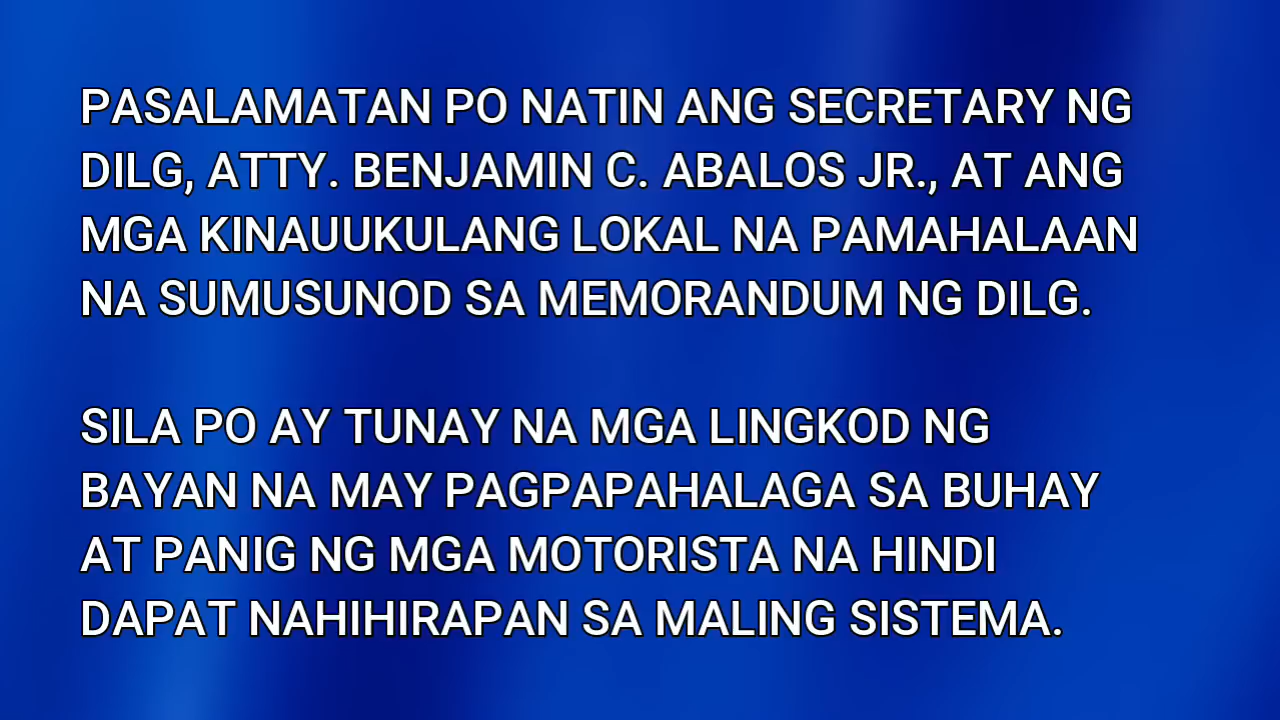 PASALAMATAN PO NATIN ANG SECRETARY NG
DILG, ATTY. BENJAMIN C. ABALOS JR., AT ANG
MGA KINAUUKULANG LOKAL NA PAMAHALAAN
NA SUMUSUNOD SA MEMORANDUM NG DILG.
SILA PO AY TUNAY NA MGA LINGKOD NG
BAYAN NA MAY PAGPAPAHALAGA SA BUHAY
AT PANIG NG MGA MOTORISTA NA HINDI
DAPAT NAHIHIRAPAN SA MALING SISTEMA.